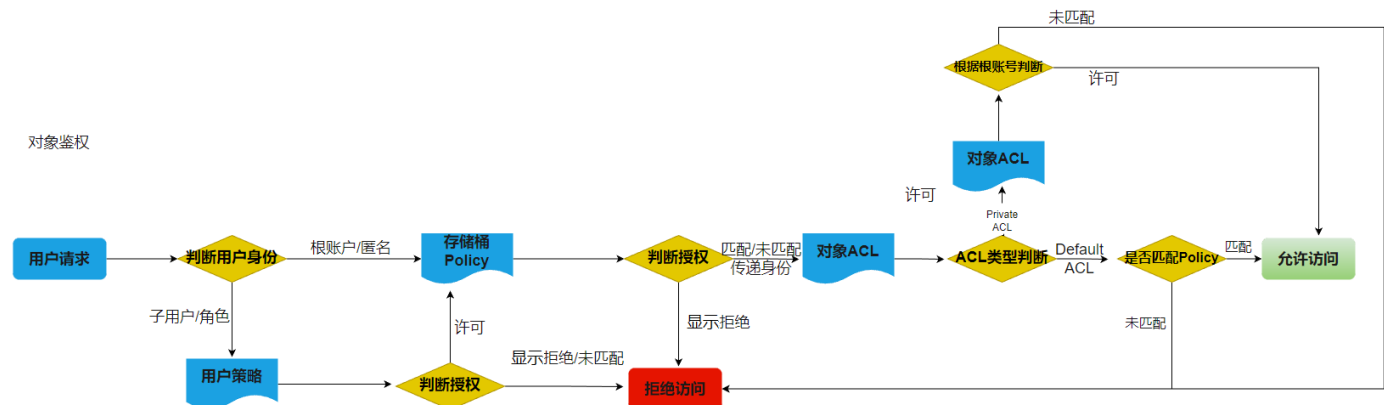 未匹配
根据根账号判断
许可
对象鉴权
对象ACL
许可
Private
ACL
用户请求
判断用户身份
根账户/匿名
存储桶
Policy
判断授权
匹配/未匹配
传递身份
对象ACL
ACL类型判断
Default
ACL
是否匹配Policy
匹配
允许访问
子用户/角色
许可
显示拒绝
未匹配
用户策略
判断授权
显示拒绝/未匹配
拒绝访问